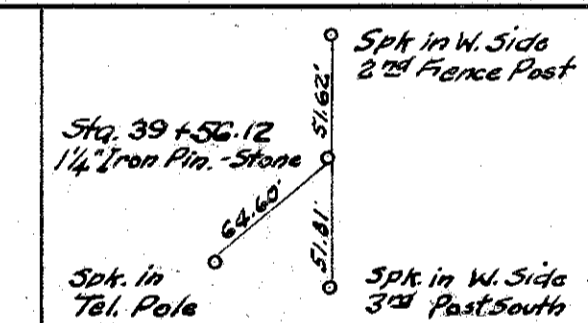 Spk in W. Side
2nd Fence Post
51.62'
Sta. 39+56.12
1¼" Iron Pin.-Stone
64.60'
51.81'
Spk. in
Tel. Pole
Spk in W. Side
3rd Post South